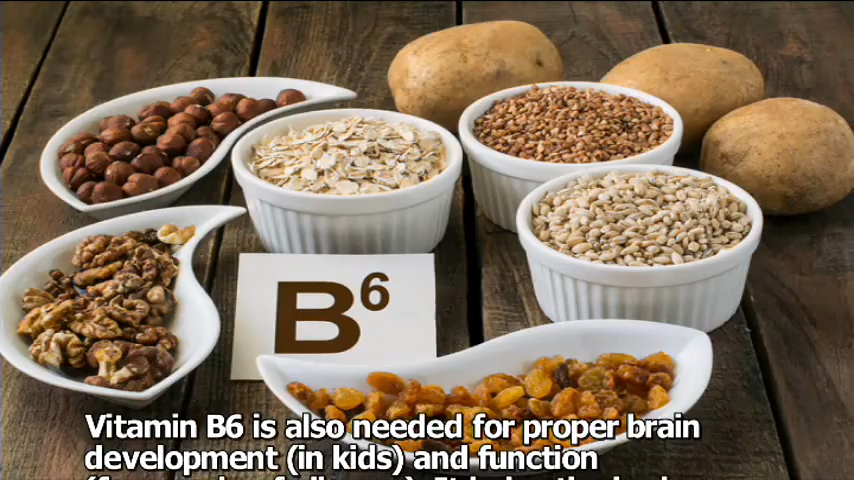 B6
Vitamin B6 is also needed for proper brain
development (in kids) and function